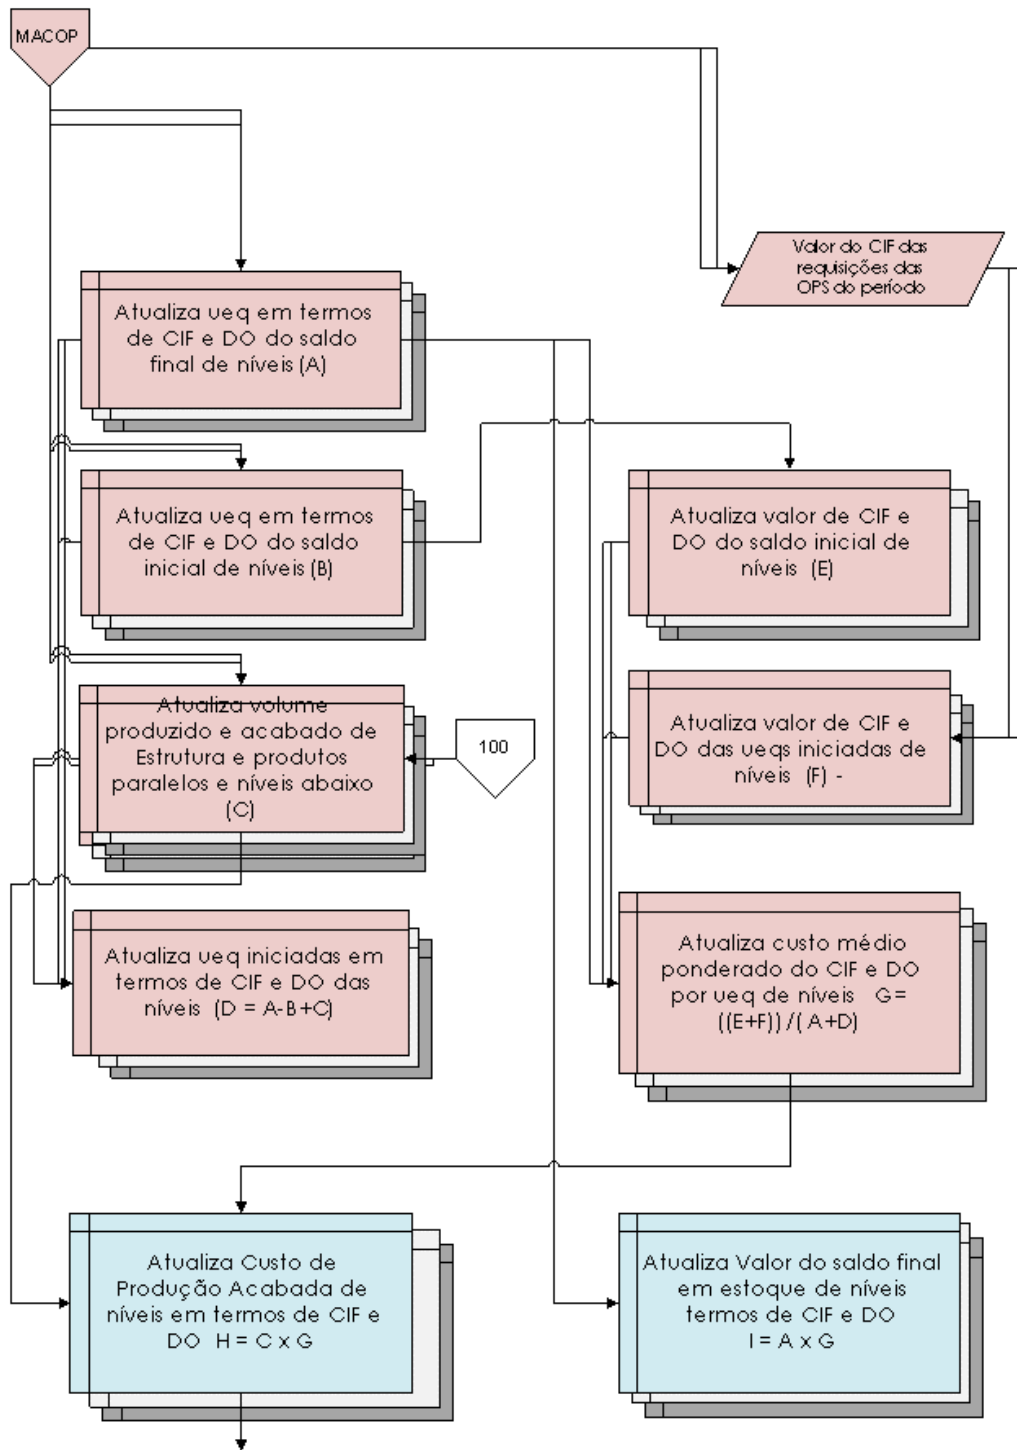 MACOP
Valor do CIF das
requisições das
OPS do período
Atualiza ueq em termos
de CIF e DO do saldo
final de níveis (A)
Atualiza ueq em termos
de CIF e DO do saldo
inicial de níveis (B)
Atualiza valor de CIF e
DO do saldo inicial de
níveis (E)
Atualiza volume
produzido e acabado de
Estrutura e produtos
paralelos e níveis abaixo
(C)
100
Atualiza valor de CIF e
DO das ueqs iniciadas de
níveis (F) -
Atualiza ueq iniciadas em
termos de CIF e DO das
níveis (D = A-B+C)
Atualiza custo médio
ponderado do CIF e DO
por ueq de níveis G=
((E+F)) /( A+D)
Atualiza Custo de
Produção Acabada de
níveis em termos de CIF e
DO H = C x G
Atualiza Valor do saldo final
em estoque de níveis
termos de CIF e DO
I = A x G